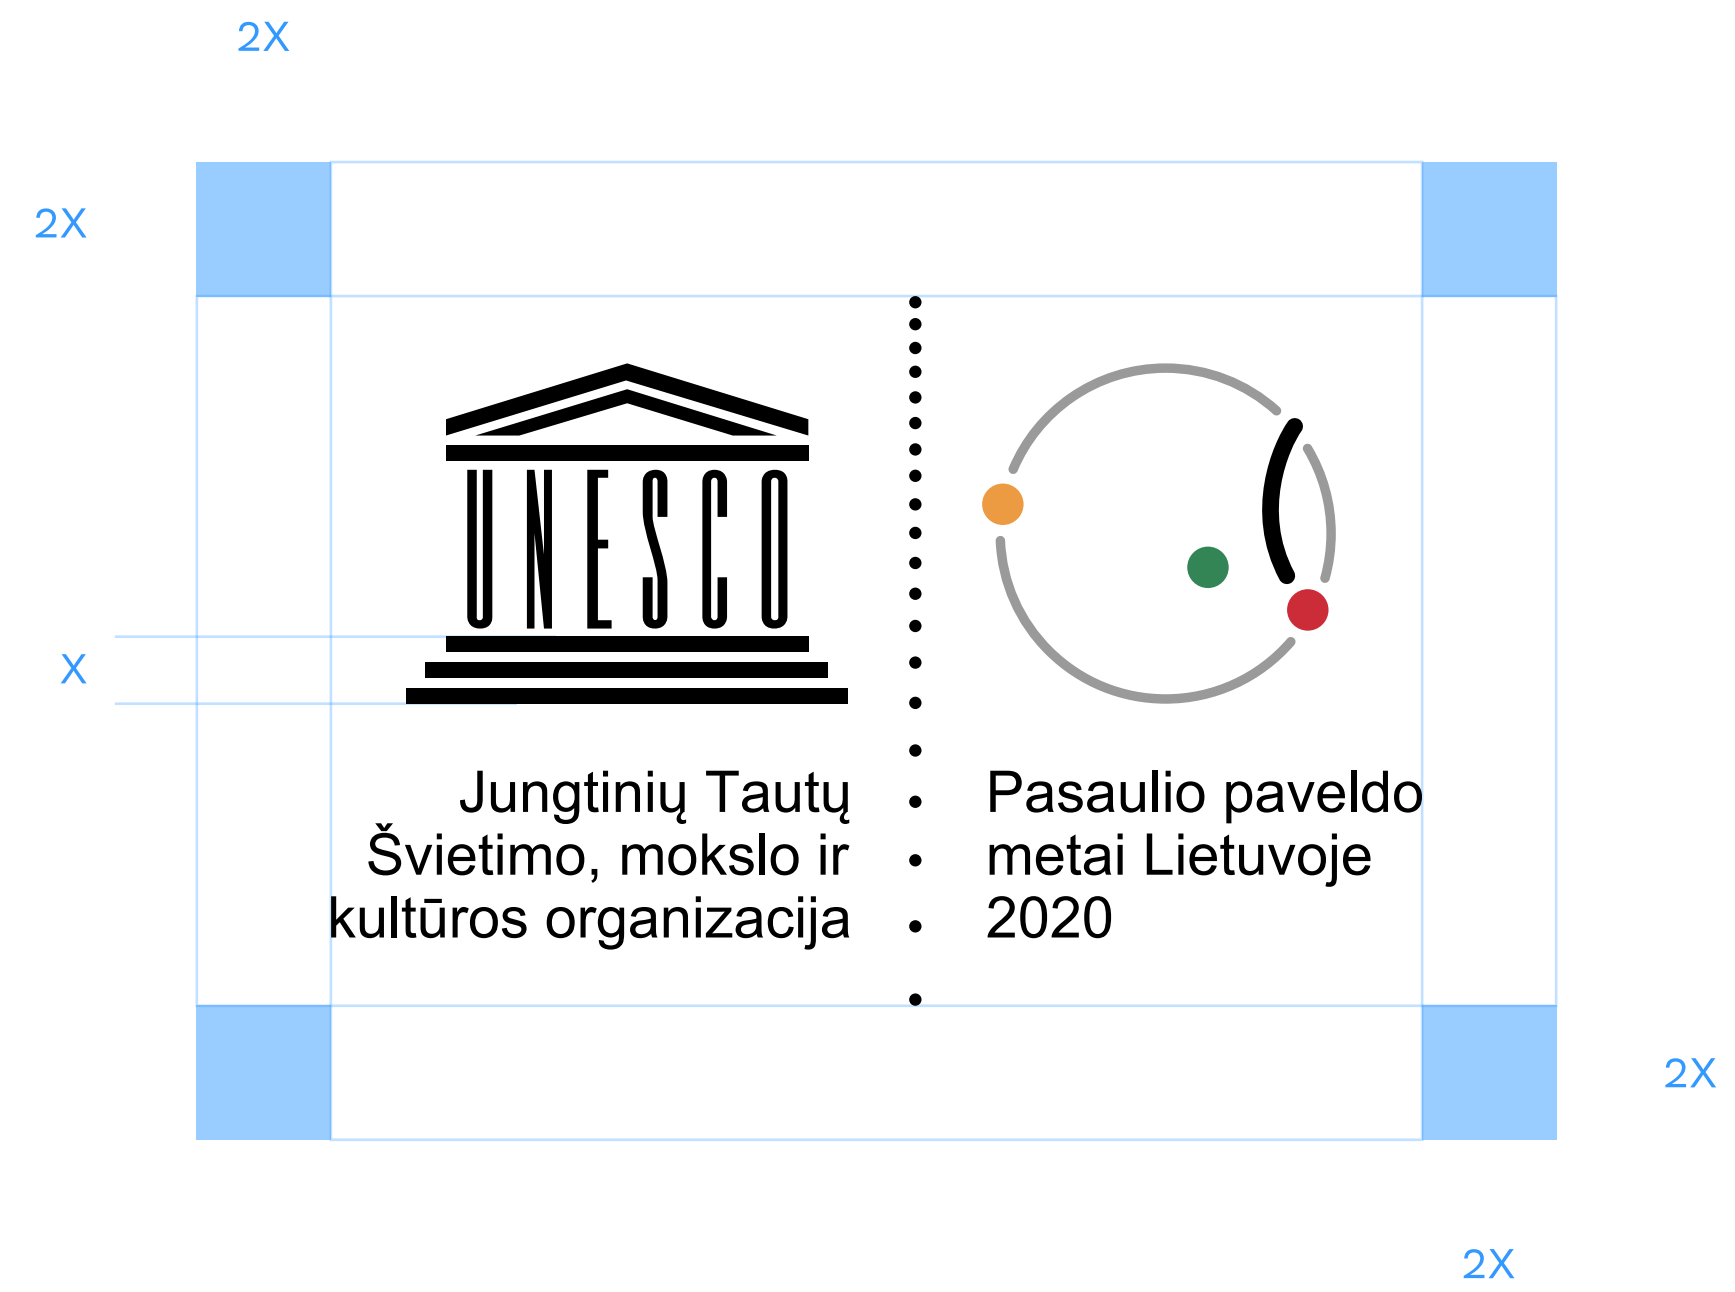 2X
2X
UNESCO
X
Jungtinių Tautų
Švietimo, mokslo ir
kultūros organizacija
Pasaulio paveldo
metai Lietuvoje
2020
2X
2X